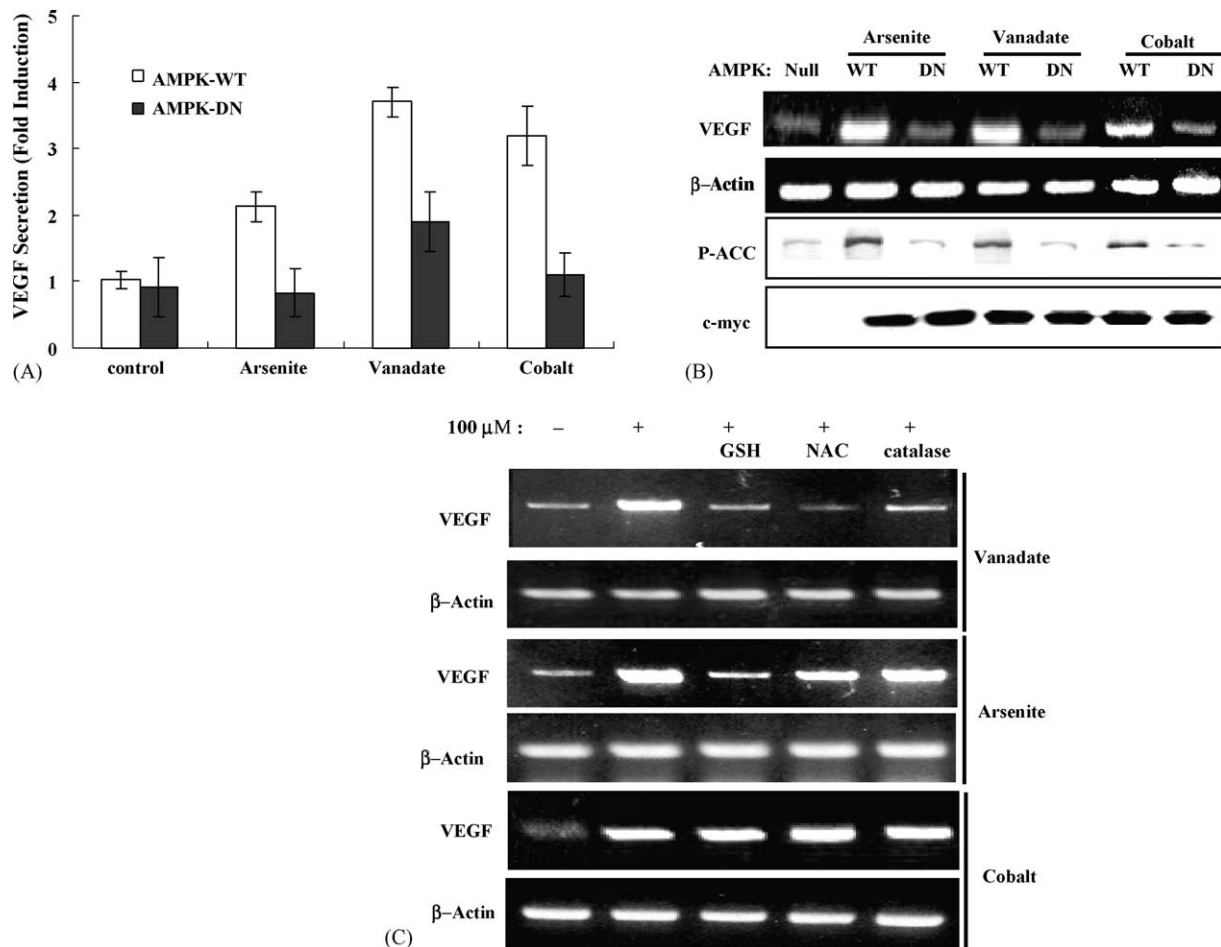 VEGF Secretion (Fold Induction)
5
4
3
2
1
0
AMPK-WT
AMPK-DN
control Arsenite Vanadate Cobalt
(A)
Arsenite Vanadate Cobalt
AMPK: Null WT DN WT DN WT DN
VEGF
β–Actin
P-ACC
c-myc
(B)
100 μM : – + + + +
GSH NAC catalase
VEGF
β–Actin
Vanadate
VEGF
β–Actin
Arsenite
VEGF
β–Actin
Cobalt
(C)